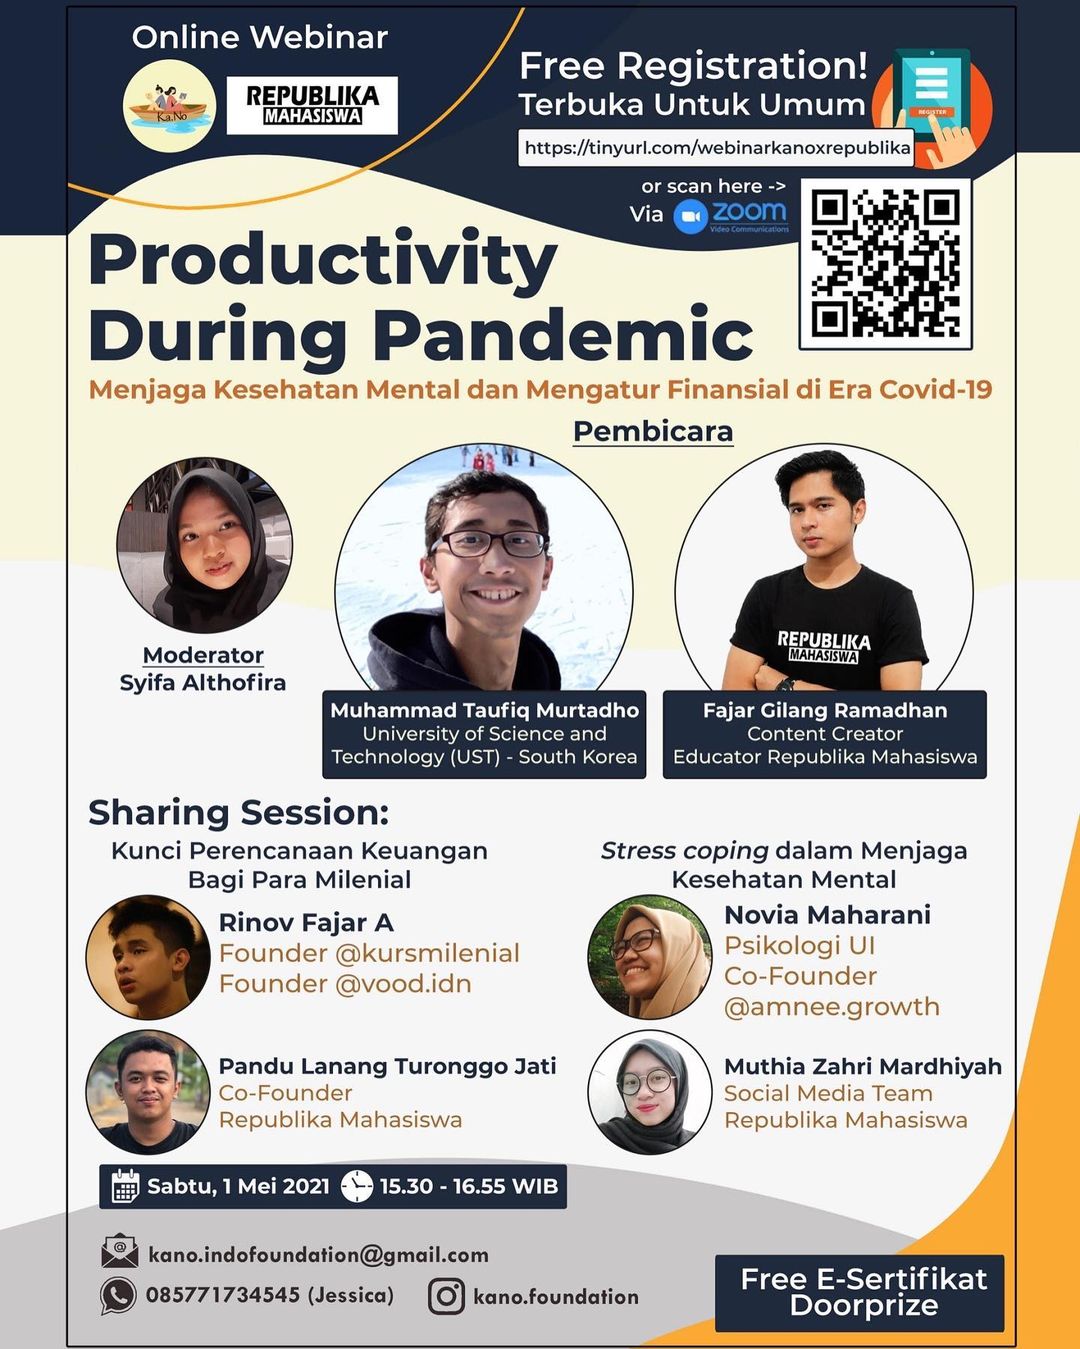 Online Webinar
Ka.No
REPUBLIKA
MAHASISWA
Free Registration!
Terbuka Untuk Umum
REGISTER
https://tinyurl.com/webinarkanoxrepublika
or scan here ->
Via zoom
Video Communications
Productivity
During Pandemic
Menjaga Kesehatan Mental dan Mengatur Finansial di Era Covid-19
Pembicara
REPUBLIKA
MAHASISWA
Moderator
Syifa Althofira
Muhammad Taufiq Murtadho
University of Science and
Technology (UST) - South Korea
Fajar Gilang Ramadhan
Content Creator
Educator Republika Mahasiswa
Sharing Session:
Kunci Perencanaan Keuangan
Bagi Para Milenial
Rinov Fajar A
Founder @kursmilenial
Founder @vood.idn
Pandu Lanang Turonggo Jati
Co-Founder
Republika Mahasiswa
Stress coping dalam Menjaga
Kesehatan Mental
Novia Maharani
Psikologi UI
Co-Founder
@amnee.growth
Muthia Zahri Mardhiyah
Social Media Team
Republika Mahasiswa
Sabtu, 1 Mei 2021 15.30 - 16.55 WIB
kano.indofoundation@gmail.com
085771734545 (Jessica) kano.foundation
Free E-Sertifikat
Doorprize